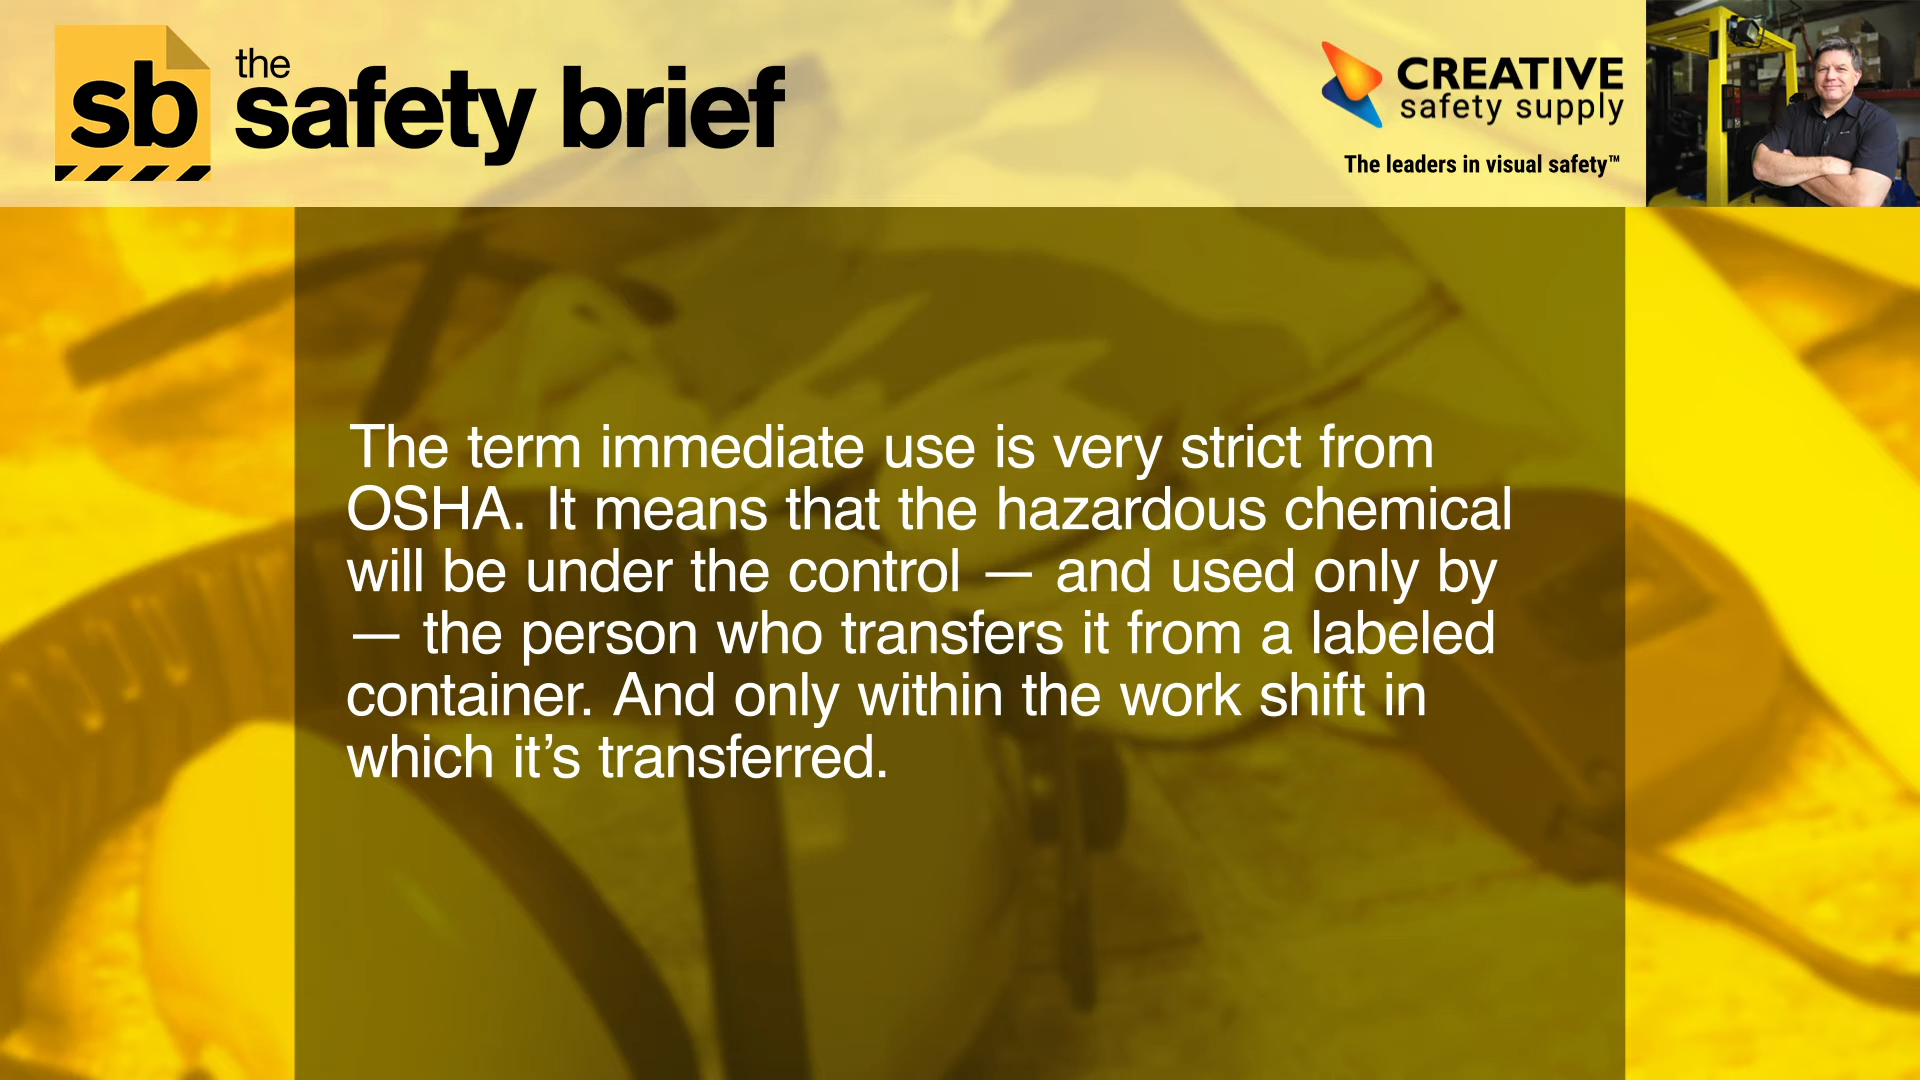 sb
the
safety brief
CREATIVE
safety supply
The leaders in visual safety™
The term immediate use is very strict from
OSHA. It means that the hazardous chemical
will be under the control — and used only by
— the person who transfers it from a labeled
container. And only within the work shift in
which it’s transferred.